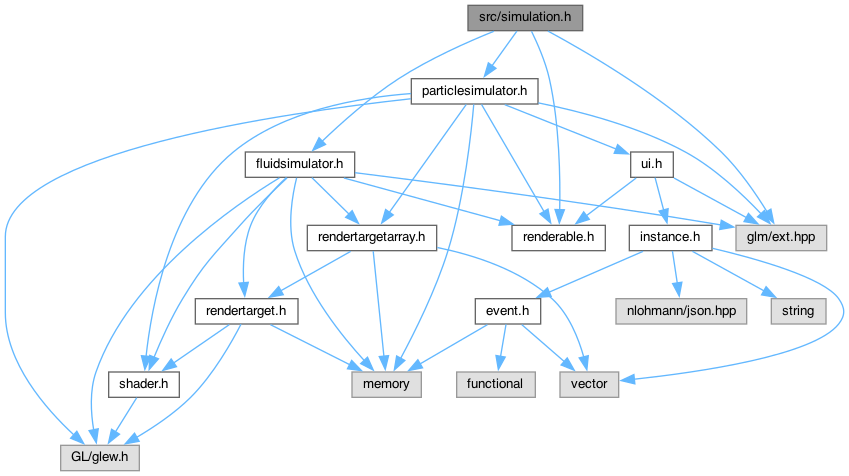 src/simulation.h
particlesimulator.h
fluidsimulator.h
ui.h
rendertargetarray.h
renderable.h
instance.h
glm/ext.hpp
rendertarget.h
event.h
nlohmann/json.hpp
string
shader.h
memory
functional
vector
GL/glew.h